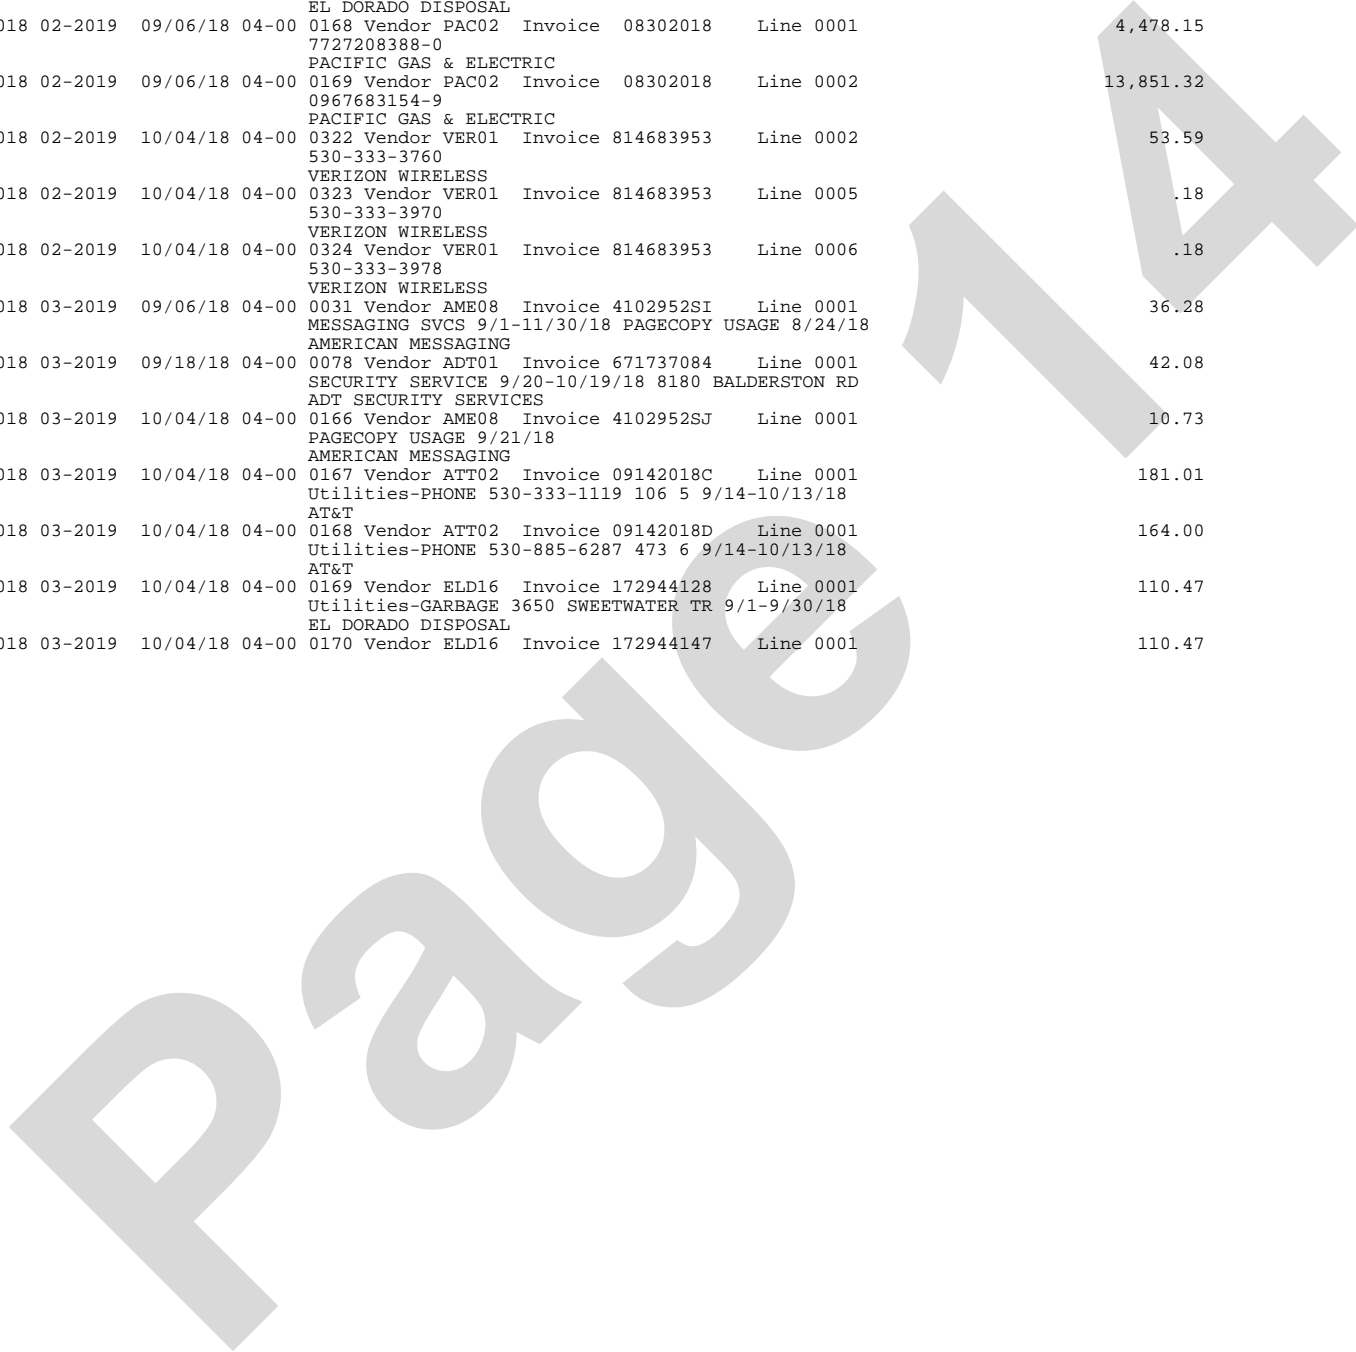 EL DORADO DISPOSAL
018 02-2019 09/06/18 04-00 0168 Vendor PAC02 Invoice 08302018 Line 0001 4,478.15
7727208388-0
PACIFIC GAS & ELECTRIC
018 02-2019 09/06/18 04-00 0169 Vendor PAC02 Invoice 08302018 Line 0002 13,851.32
0967683154-9
PACIFIC GAS & ELECTRIC
018 02-2019 10/04/18 04-00 0322 Vendor VER01 Invoice 814683953 Line 0002 53.59
530-333-3760
VERIZON WIRELESS
018 02-2019 10/04/18 04-00 0323 Vendor VER01 Invoice 814683953 Line 0005 .18
530-333-3970
VERIZON WIRELESS
018 02-2019 10/04/18 04-00 0324 Vendor VER01 Invoice 814683953 Line 0006 .18
530-333-3978
VERIZON WIRELESS
018 03-2019 09/06/18 04-00 0031 Vendor AME08 Invoice 4102952SI Line 0001 36.28
MESSAGING SVCS 9/1-11/30/18 PAGECOPY USAGE 8/24/18
AMERICAN MESSAGING
018 03-2019 09/18/18 04-00 0078 Vendor ADT01 Invoice 671737084 Line 0001 42.08
SECURITY SERVICE 9/20-10/19/18 8180 BALDERSTON RD
ADT SECURITY SERVICES
018 03-2019 10/04/18 04-00 0166 Vendor AME08 Invoice 4102952SJ Line 0001 10.73
PAGECOPY USAGE 9/21/18
AMERICAN MESSAGING
018 03-2019 10/04/18 04-00 0167 Vendor ATT02 Invoice 09142018C Line 0001 181.01
Utilities-PHONE 530-333-1119 106 5 9/14-10/13/18
AT&T
018 03-2019 10/04/18 04-00 0168 Vendor ATT02 Invoice 09142018D Line 0001 164.00
Utilities-PHONE 530-885-6287 473 6 9/14-10/13/18
AT&T
018 03-2019 10/04/18 04-00 0169 Vendor ELD16 Invoice 172944128 Line 0001 110.47
Utilities-GARBAGE 3650 SWEETWATER TR 9/1-9/30/18
EL DORADO DISPOSAL
018 03-2019 10/04/18 04-00 0170 Vendor ELD16 Invoice 172944147 Line 0001 110.47
Page 14